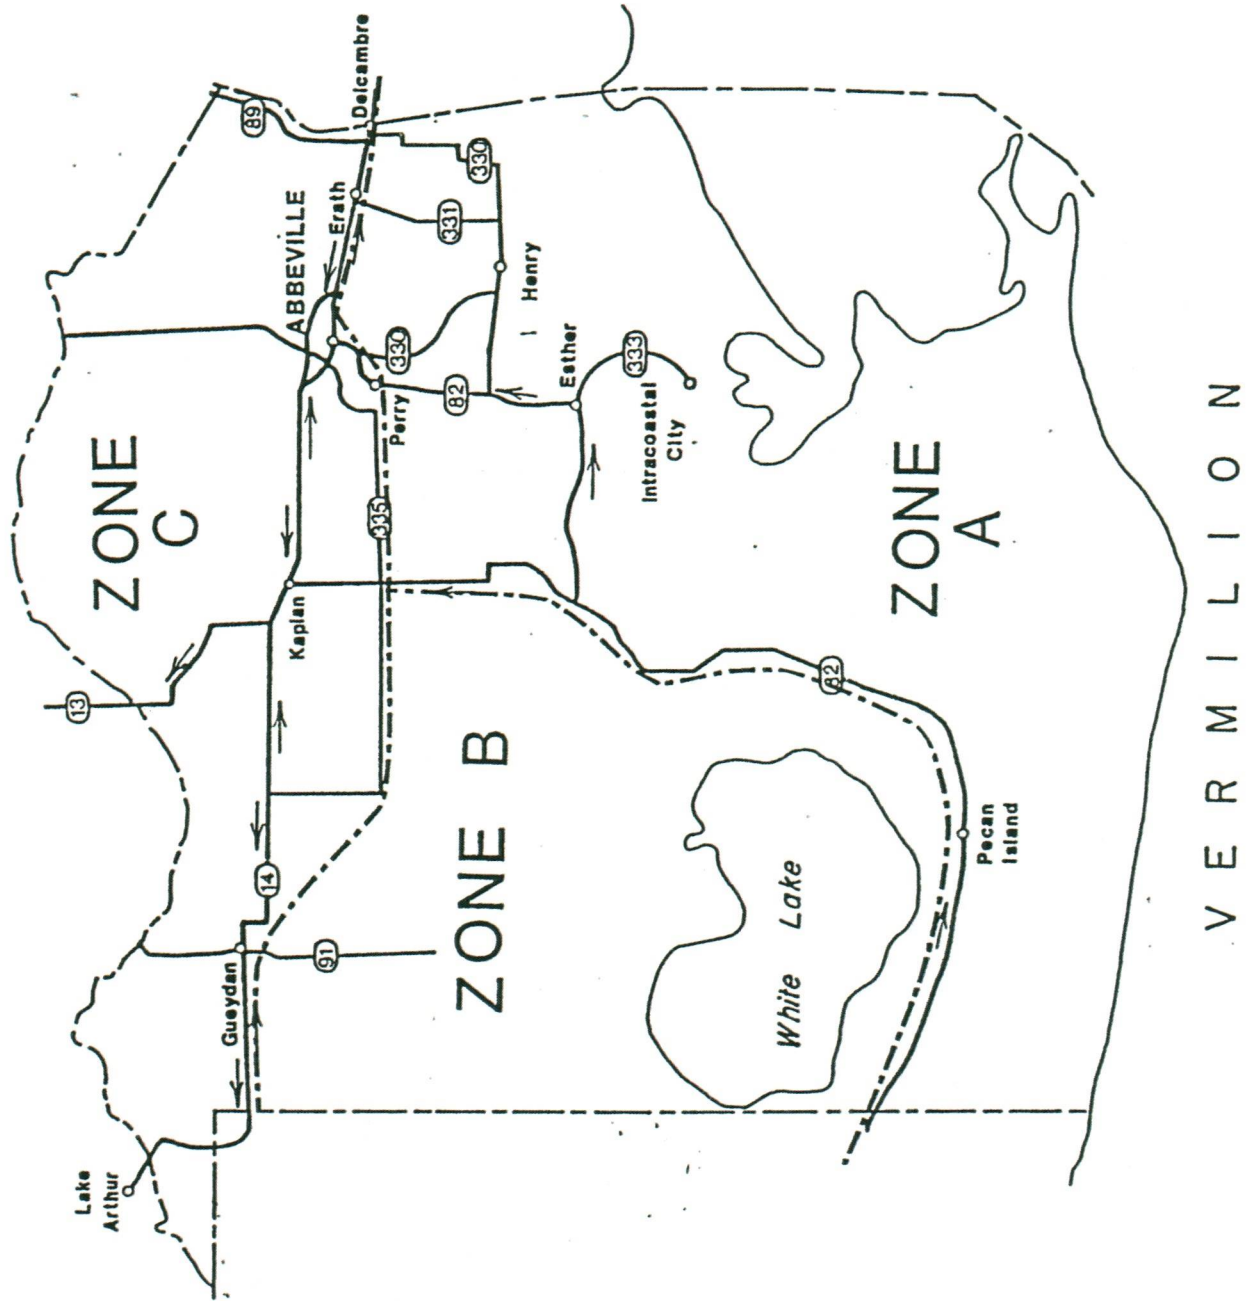 ZONE
C
ZONE B
ZONE
A
VERMILION
Lake
Arthur
Gueydan
Kaplan
ABBEVILLE
Erath
Delcambre
Perry
Henry
Esther
Intracoastal
City
White Lake
Pecan
Island
13
14
91
335
82
82
330
330
331
333
89